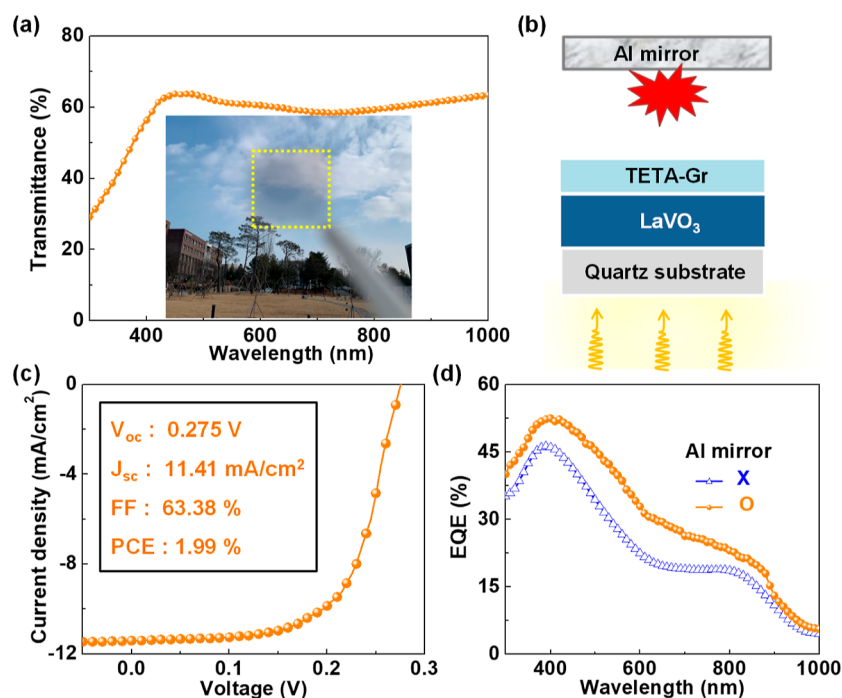 (a)
80
60
40
20
0
Transmittance (%)
400
600
800
1000
Wavelength (nm)
(b)
Al mirror
TETA-Gr
LaVO₃
Quartz substrate
(c)
0
-4
-8
-12
Current density (mA/cm²)
V_oc : 0.275 V
J_sc : 11.41 mA/cm²
FF : 63.38 %
PCE : 1.99 %
0.0
0.1
0.2
0.3
Voltage (V)
(d)
60
45
30
15
0
EQE (%)
Al mirror
X
O
400
600
800
1000
Wavelength (nm)